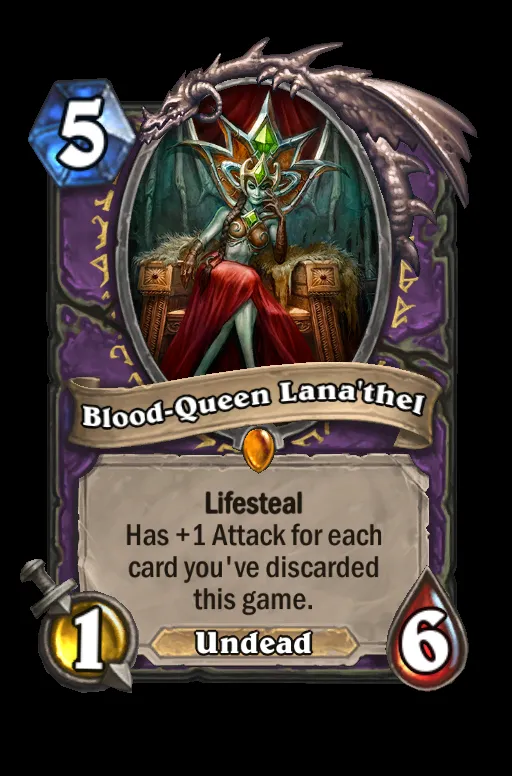 5
Blood-Queen Lana'thel
Lifesteal
Has +1 Attack for each
card you've discarded
this game.
1
Undead
6